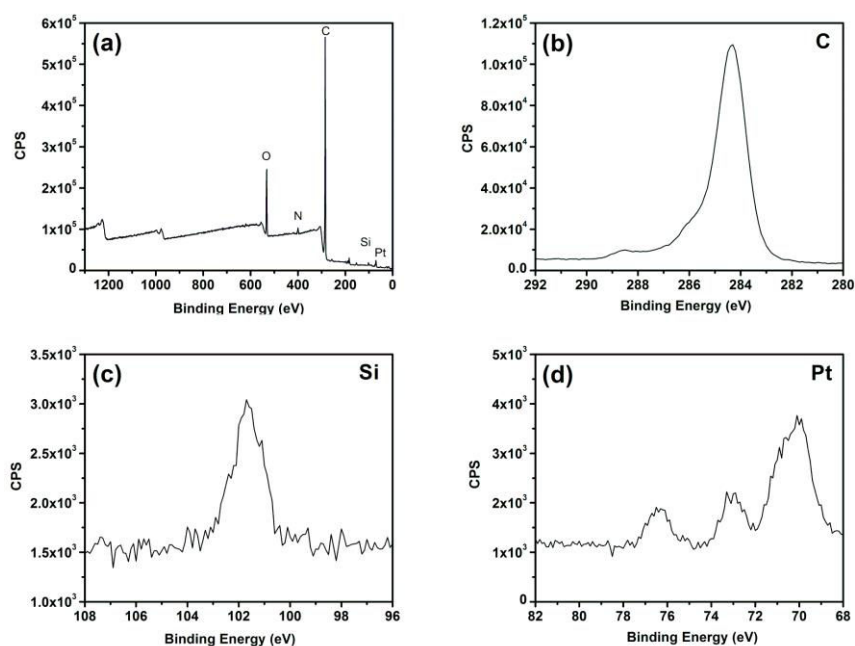 (a)
6x10⁵
5x10⁵
4x10⁵
3x10⁵
2x10⁵
1x10⁵
0
CPS
C
O
N
Si
Pt
1200 1000 800 600 400 200 0
Binding Energy (eV)
(b)
C
1.2x10⁵
1.0x10⁵
8.0x10⁴
6.0x10⁴
4.0x10⁴
2.0x10⁴
0.0
CPS
292 290 288 286 284 282 280
Binding Energy (eV)
(c)
Si
3.5x10³
3.0x10³
2.5x10³
2.0x10³
1.5x10³
1.0x10³
CPS
108 106 104 102 100 98 96
Binding Energy (eV)
(d)
Pt
5x10³
4x10³
3x10³
2x10³
1x10³
0
CPS
82 80 78 76 74 72 70 68
Binding Energy (eV)